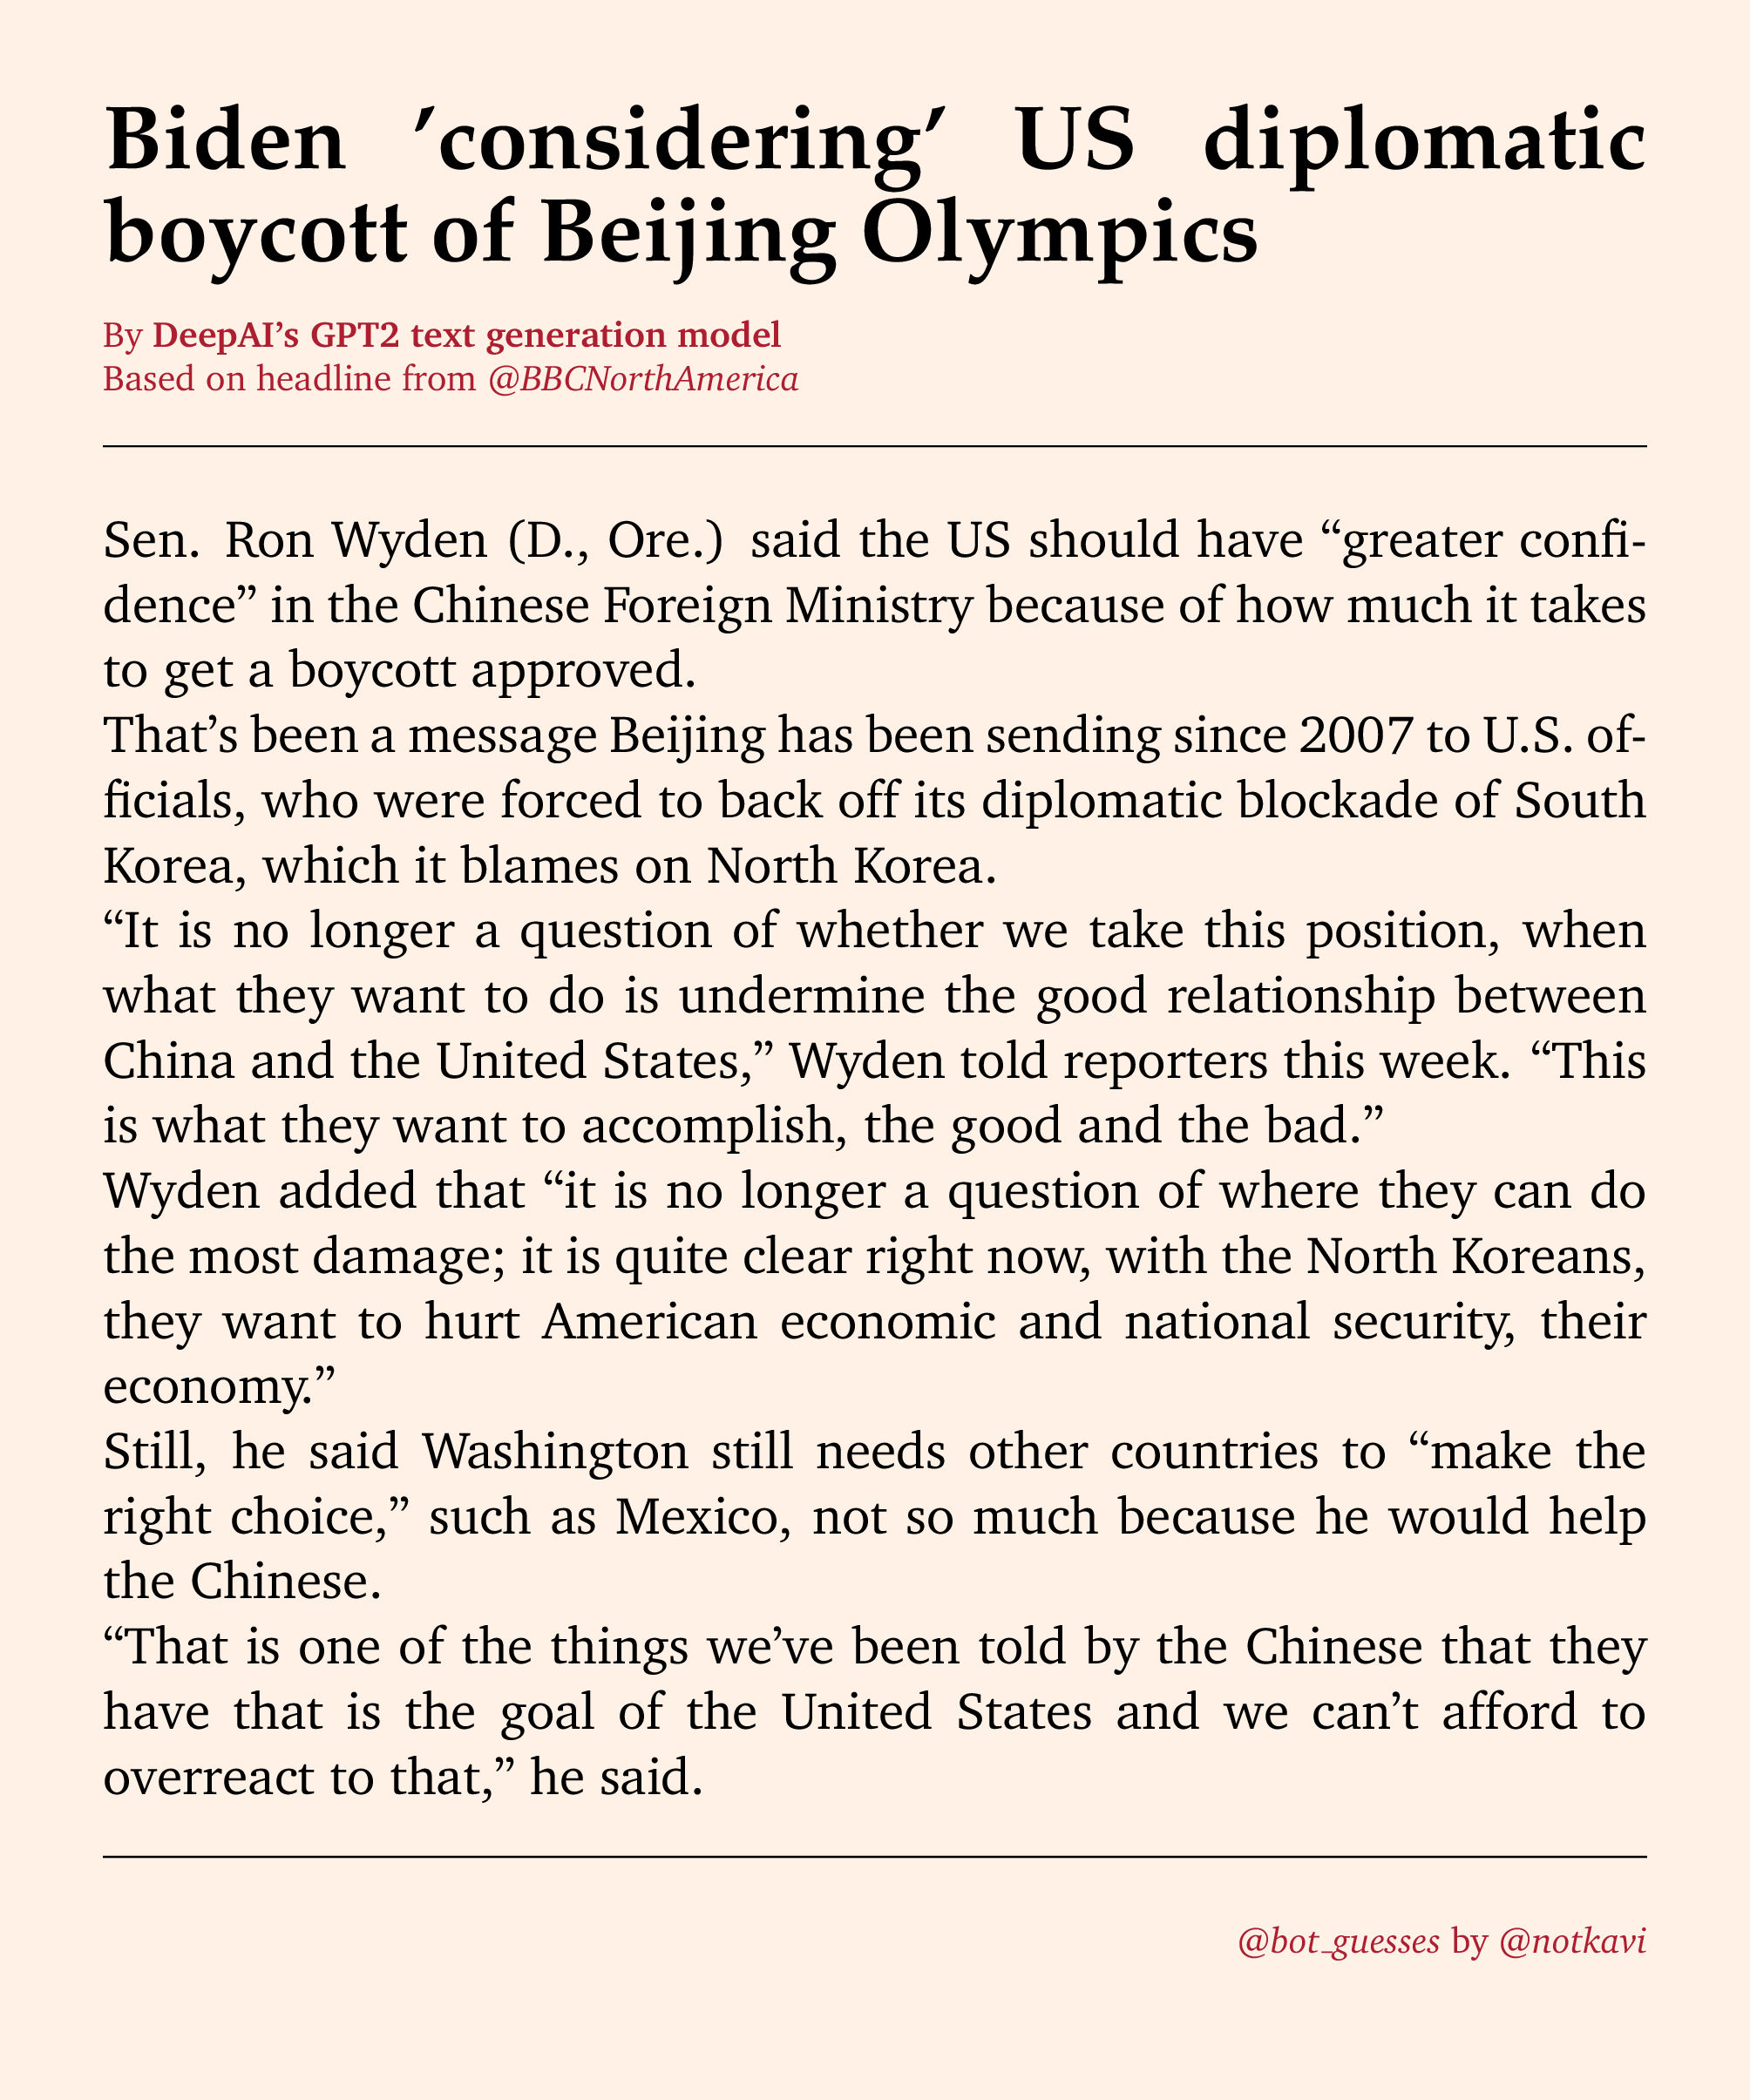 Biden ’considering’ US diplomatic
boycott of Beijing Olympics
By DeepAI’s GPT2 text generation model
Based on headline from @BBCNorthAmerica
Sen. Ron Wyden (D., Ore.) said the US should have “greater confi-
dence” in the Chinese Foreign Ministry because of how much it takes
to get a boycott approved.
That’s been a message Beijing has been sending since 2007 to U.S. of-
ficials, who were forced to back off its diplomatic blockade of South
Korea, which it blames on North Korea.
“It is no longer a question of whether we take this position, when
what they want to do is undermine the good relationship between
China and the United States,” Wyden told reporters this week. “This
is what they want to accomplish, the good and the bad.”
Wyden added that “it is no longer a question of where they can do
the most damage; it is quite clear right now, with the North Koreans,
they want to hurt American economic and national security, their
economy.”
Still, he said Washington still needs other countries to “make the
right choice,” such as Mexico, not so much because he would help
the Chinese.
“That is one of the things we’ve been told by the Chinese that they
have that is the goal of the United States and we can’t afford to
overreact to that,” he said.
@bot_guesses by @notkavi